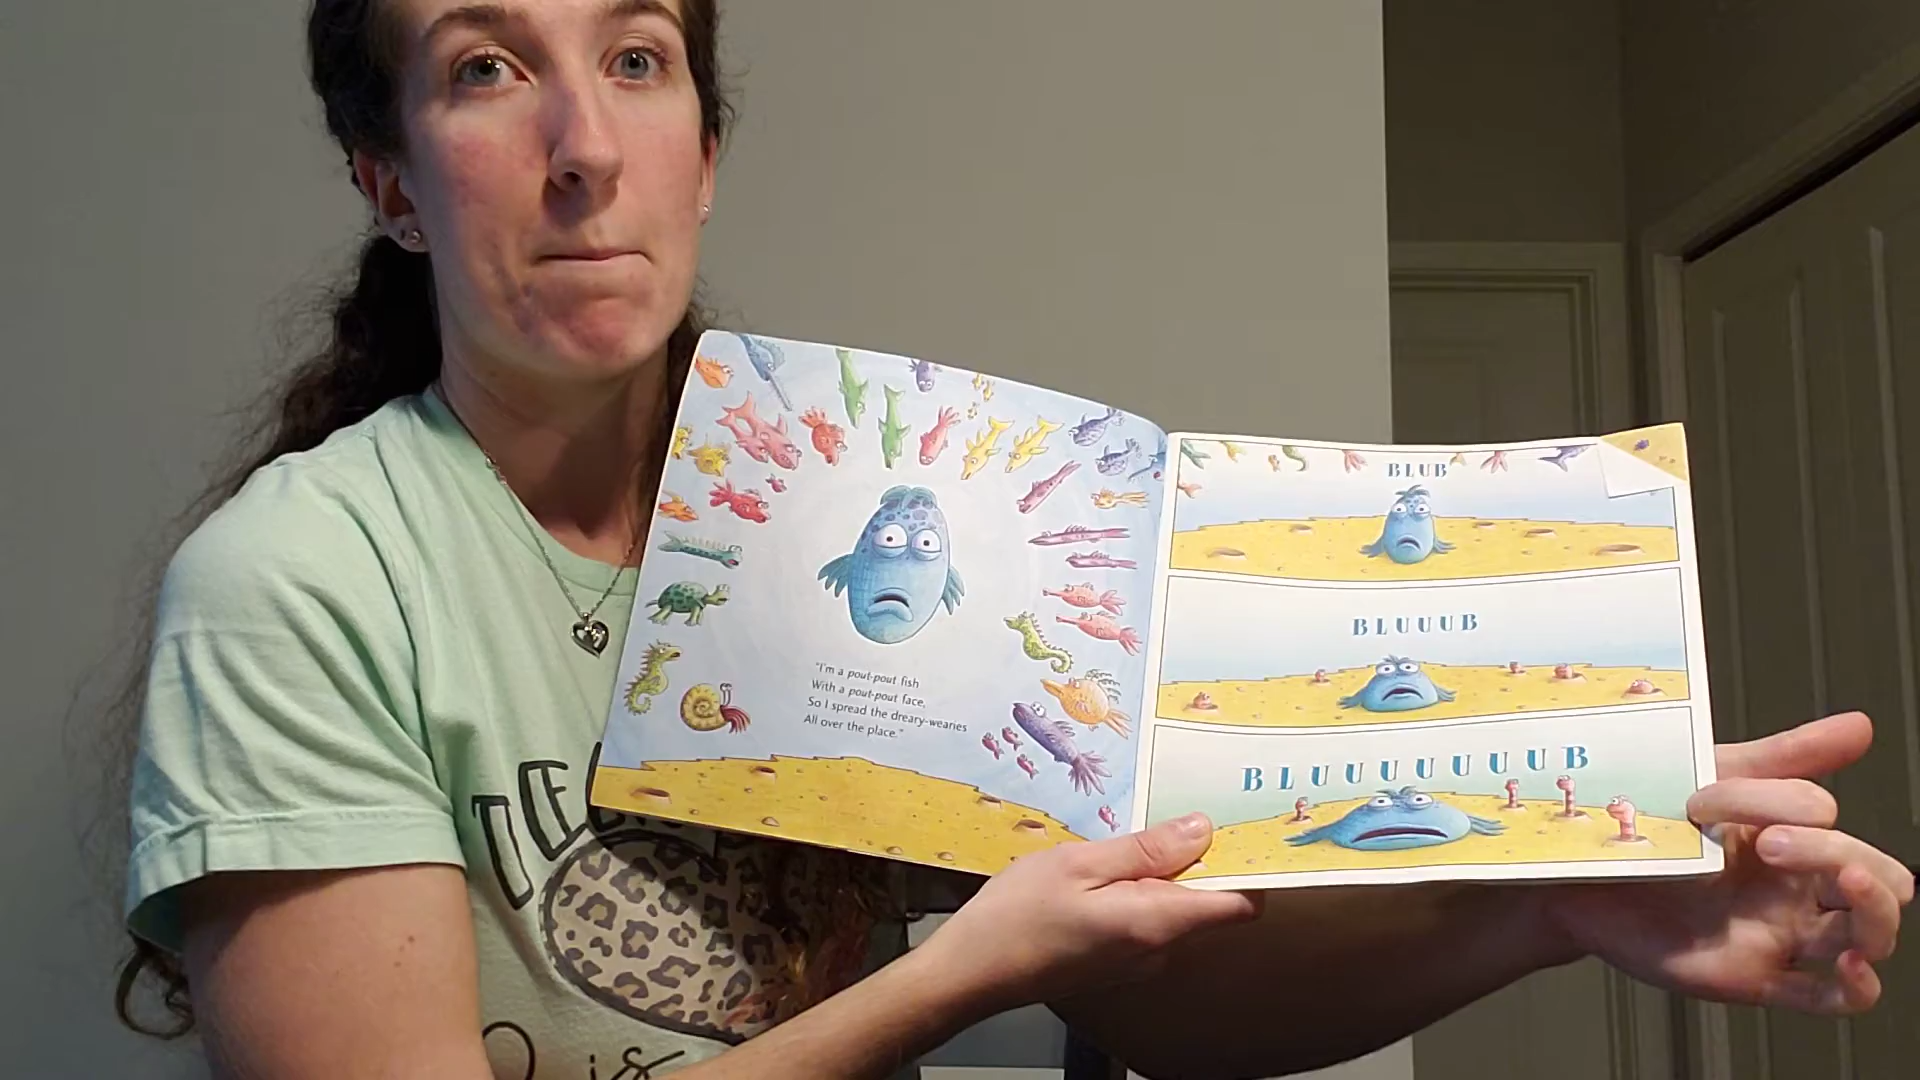 "I'm a pout-pout fish
With a pout-pout face,
So I spread the dreary-wearies
All over the place."
BLUB
BLUUUB
BLUUUUUUUB
is